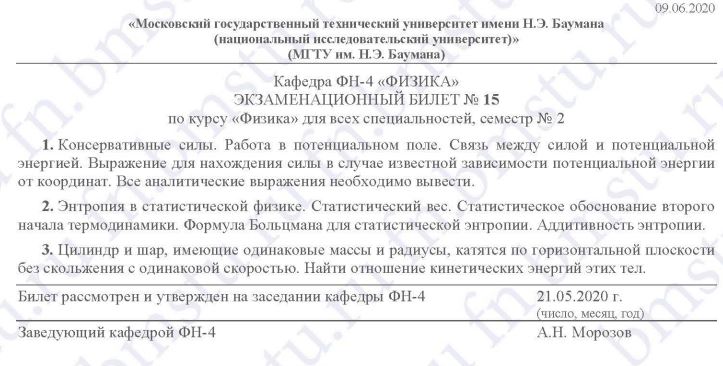 09.06.2020
«Московский государственный технический университет имени Н.Э. Баумана
(национальный исследовательский университет)»
(МГТУ им. Н.Э. Баумана)
Кафедра ФН-4 «ФИЗИКА»
ЭКЗАМЕНАЦИОННЫЙ БИЛЕТ № 15
по курсу «Физика» для всех специальностей, семестр № 2
1. Консервативные силы. Работа в потенциальном поле. Связь между силой и потенциальной
энергией. Выражение для нахождения силы в случае известной зависимости потенциальной энергии
от координат. Все аналитические выражения необходимо вывести.
2. Энтропия в статистической физике. Статистический вес. Статистическое обоснование второго
начала термодинамики. Формула Больцмана для статистической энтропии. Аддитивность энтропии.
3. Цилиндр и шар, имеющие одинаковые массы и радиусы, катятся по горизонтальной плоскости
без скольжения с одинаковой скоростью. Найти отношение кинетических энергий этих тел.
Билет рассмотрен и утвержден на заседании кафедры ФН-4 21.05.2020 г.
(число, месяц, год)
Заведующий кафедрой ФН-4 А.Н. Морозов
fn.bmstu.ru